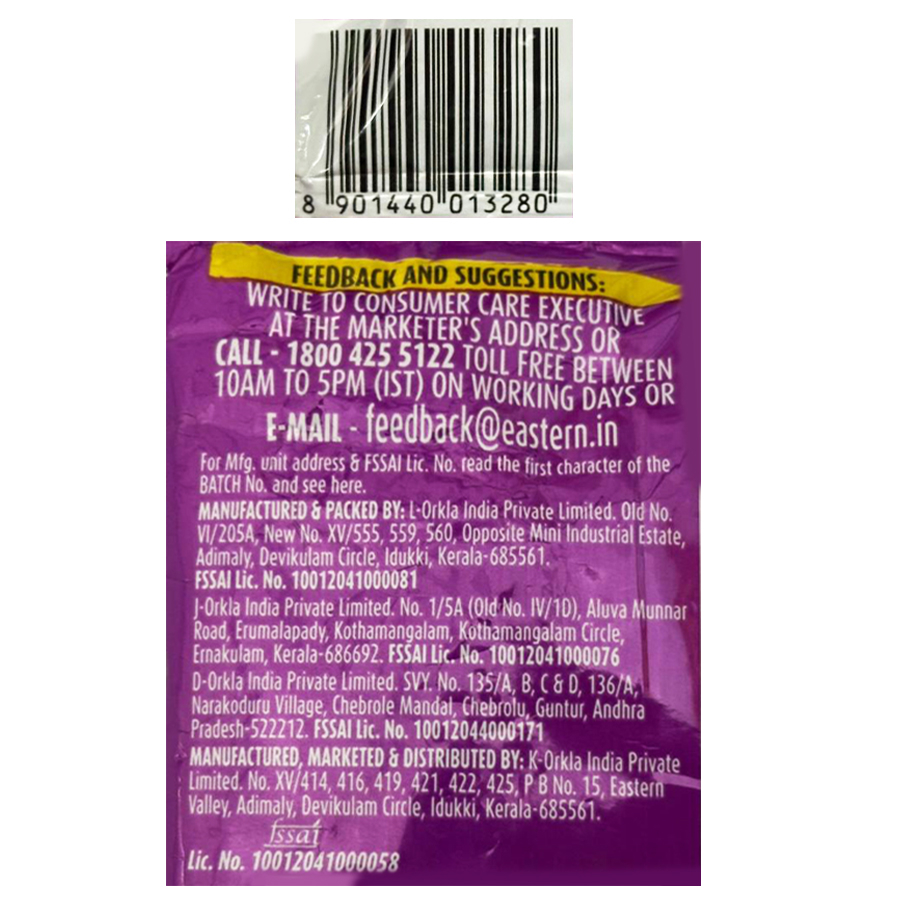 8 901440 013280
FEEDBACK AND SUGGESTIONS:
WRITE TO CONSUMER CARE EXECUTIVE
AT THE MARKETER'S ADDRESS OR
CALL - 1800 425 5122 TOLL FREE BETWEEN
10AM TO 5PM (IST) ON WORKING DAYS OR
E-MAIL - feedback@eastern.in
For Mfg. unit address & FSSAI Lic. No. read the first character of the
BATCH No. and see here.
MANUFACTURED & PACKED BY: L-Orkla India Private Limited. Old No.
VI/205A, New No. XV/555, 559, 560, Opposite Mini Industrial Estate,
Adimaly, Devikulam Circle, Idukki, Kerala-685561.
FSSAI Lic. No. 10012041000081
J-Orkla India Private Limited. No. 1/5A (Old No. IV/1D), Aluva Munnar
Road, Erumalapady, Kothamangalam, Kothamangalam Circle,
Ernakulam, Kerala-686692. FSSAI Lic. No. 10012041000076
D-Orkla India Private Limited. SVY. No. 135/A, B, C & D, 136/A,
Narakoduru Village, Chebrole Mandal, Chebrolu, Guntur, Andhra
Pradesh-522212. FSSAI Lic. No. 10012044000171
MANUFACTURED, MARKETED & DISTRIBUTED BY: K-Orkla India Private
Limited. No. XV/414, 416, 419, 421, 422, 425, P B No. 15, Eastern
Valley, Adimaly, Devikulam Circle, Idukki, Kerala-685561.
fssai
Lic. No. 10012041000058